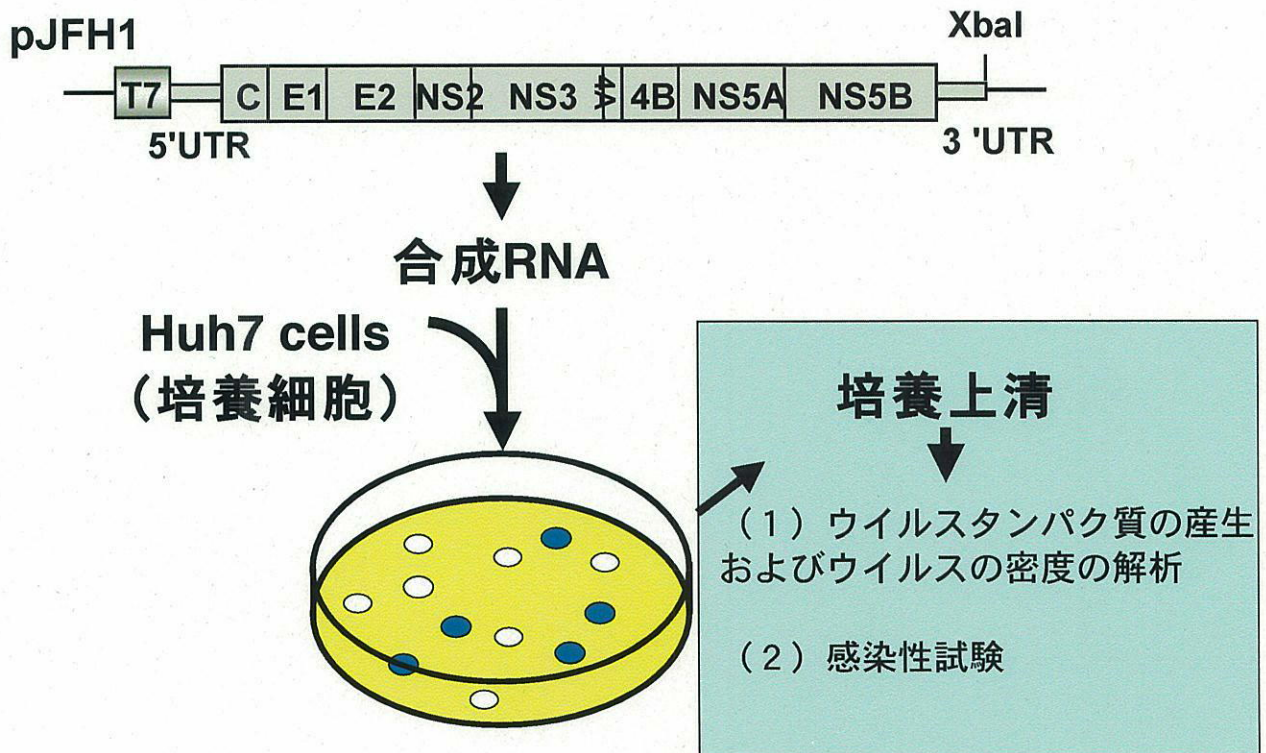 pJFH1
XbaI
T7 C E1 E2 NS2 NS3 4B NS5A NS5B
5'UTR
3 'UTR
合成RNA
Huh7 cells
(培養細胞)
培養上清
(1)ウイルスタンパク質の産生
およびウイルスの密度の解析
(2)感染性試験